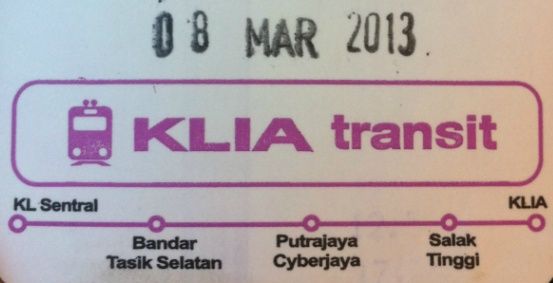 08 MAR 2013.
KLIA transit
KL Sentral
KLIA
Bandar
Tasik Selatan
Putrajaya
Cyberjaya
Salak
Tinggi